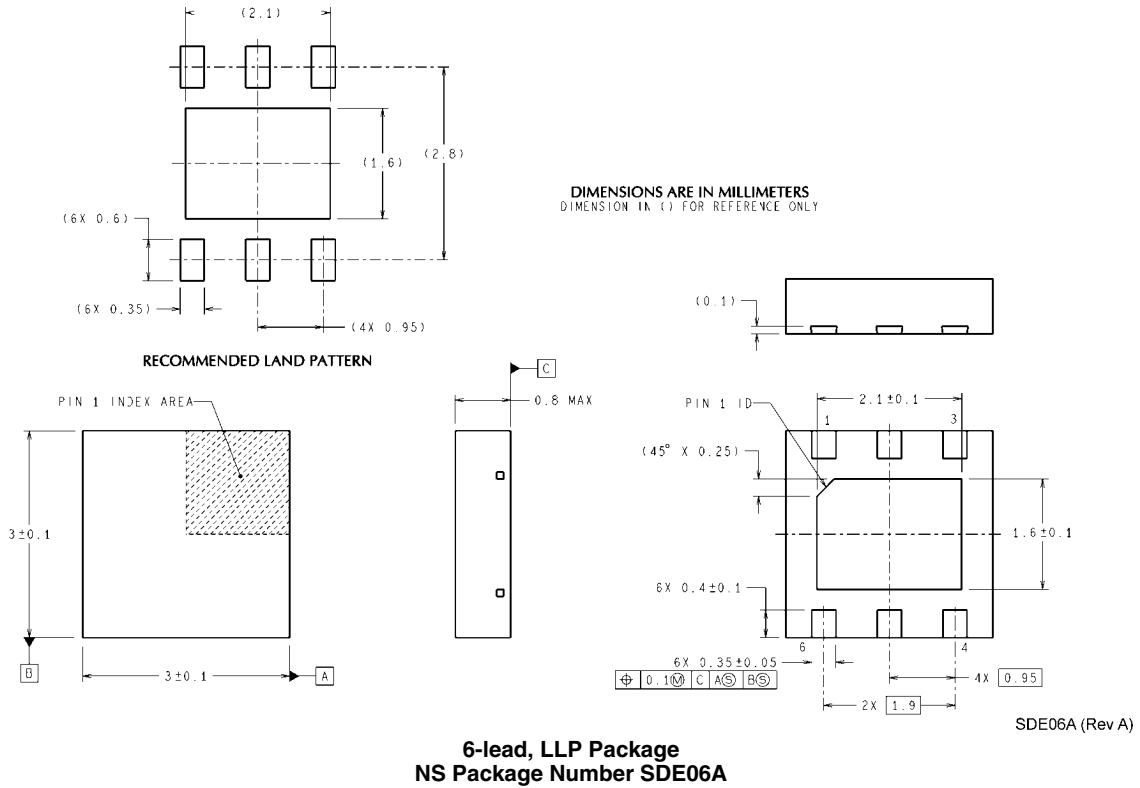 (2.1)
(1.6)
(2.8)
(6X 0.6)
(6X 0.35)
(4X 0.95)
RECOMMENDED LAND PATTERN
DIMENSIONS ARE IN MILLIMETERS
DIMENSION IN () FOR REFERENCE ONLY
(0.1)
PIN 1 INDEX AREA
3±0.1
B
3±0.1
A
C
0.8 MAX
PIN 1 ID
2.1±0.1
1
3
(45° X 0.25)
1.6±0.1
6X 0.4±0.1
6
4
6X 0.35±0.05
⌖ 0.1Ⓜ C AⓈ BⓈ
4X 0.95
2X 1.9
SDE06A (Rev A)
6-lead, LLP Package
NS Package Number SDE06A